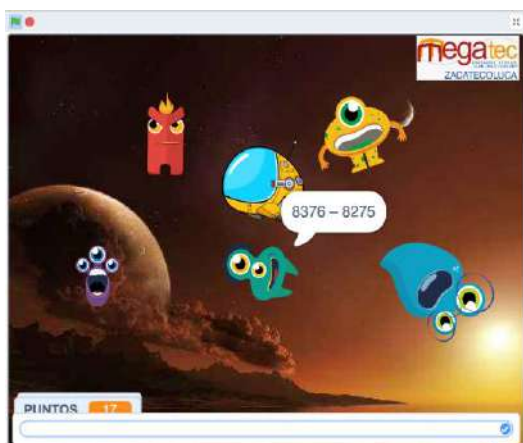 megatec
ZACATECOLUCA
8376 – 8275
PUNTOS 17